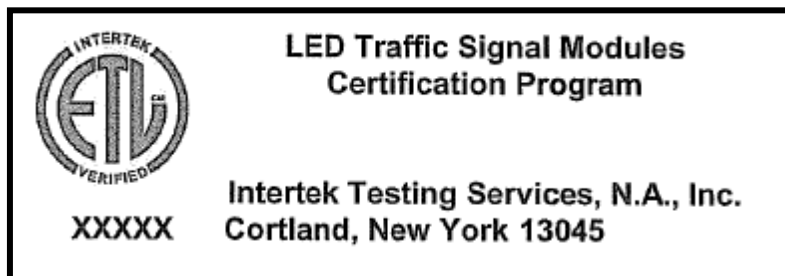 LED Traffic Signal Modules
Certification Program
INTERTEK
ETL
VERIFIED
Intertek Testing Services, N.A., Inc.
XXXXX Cortland, New York 13045